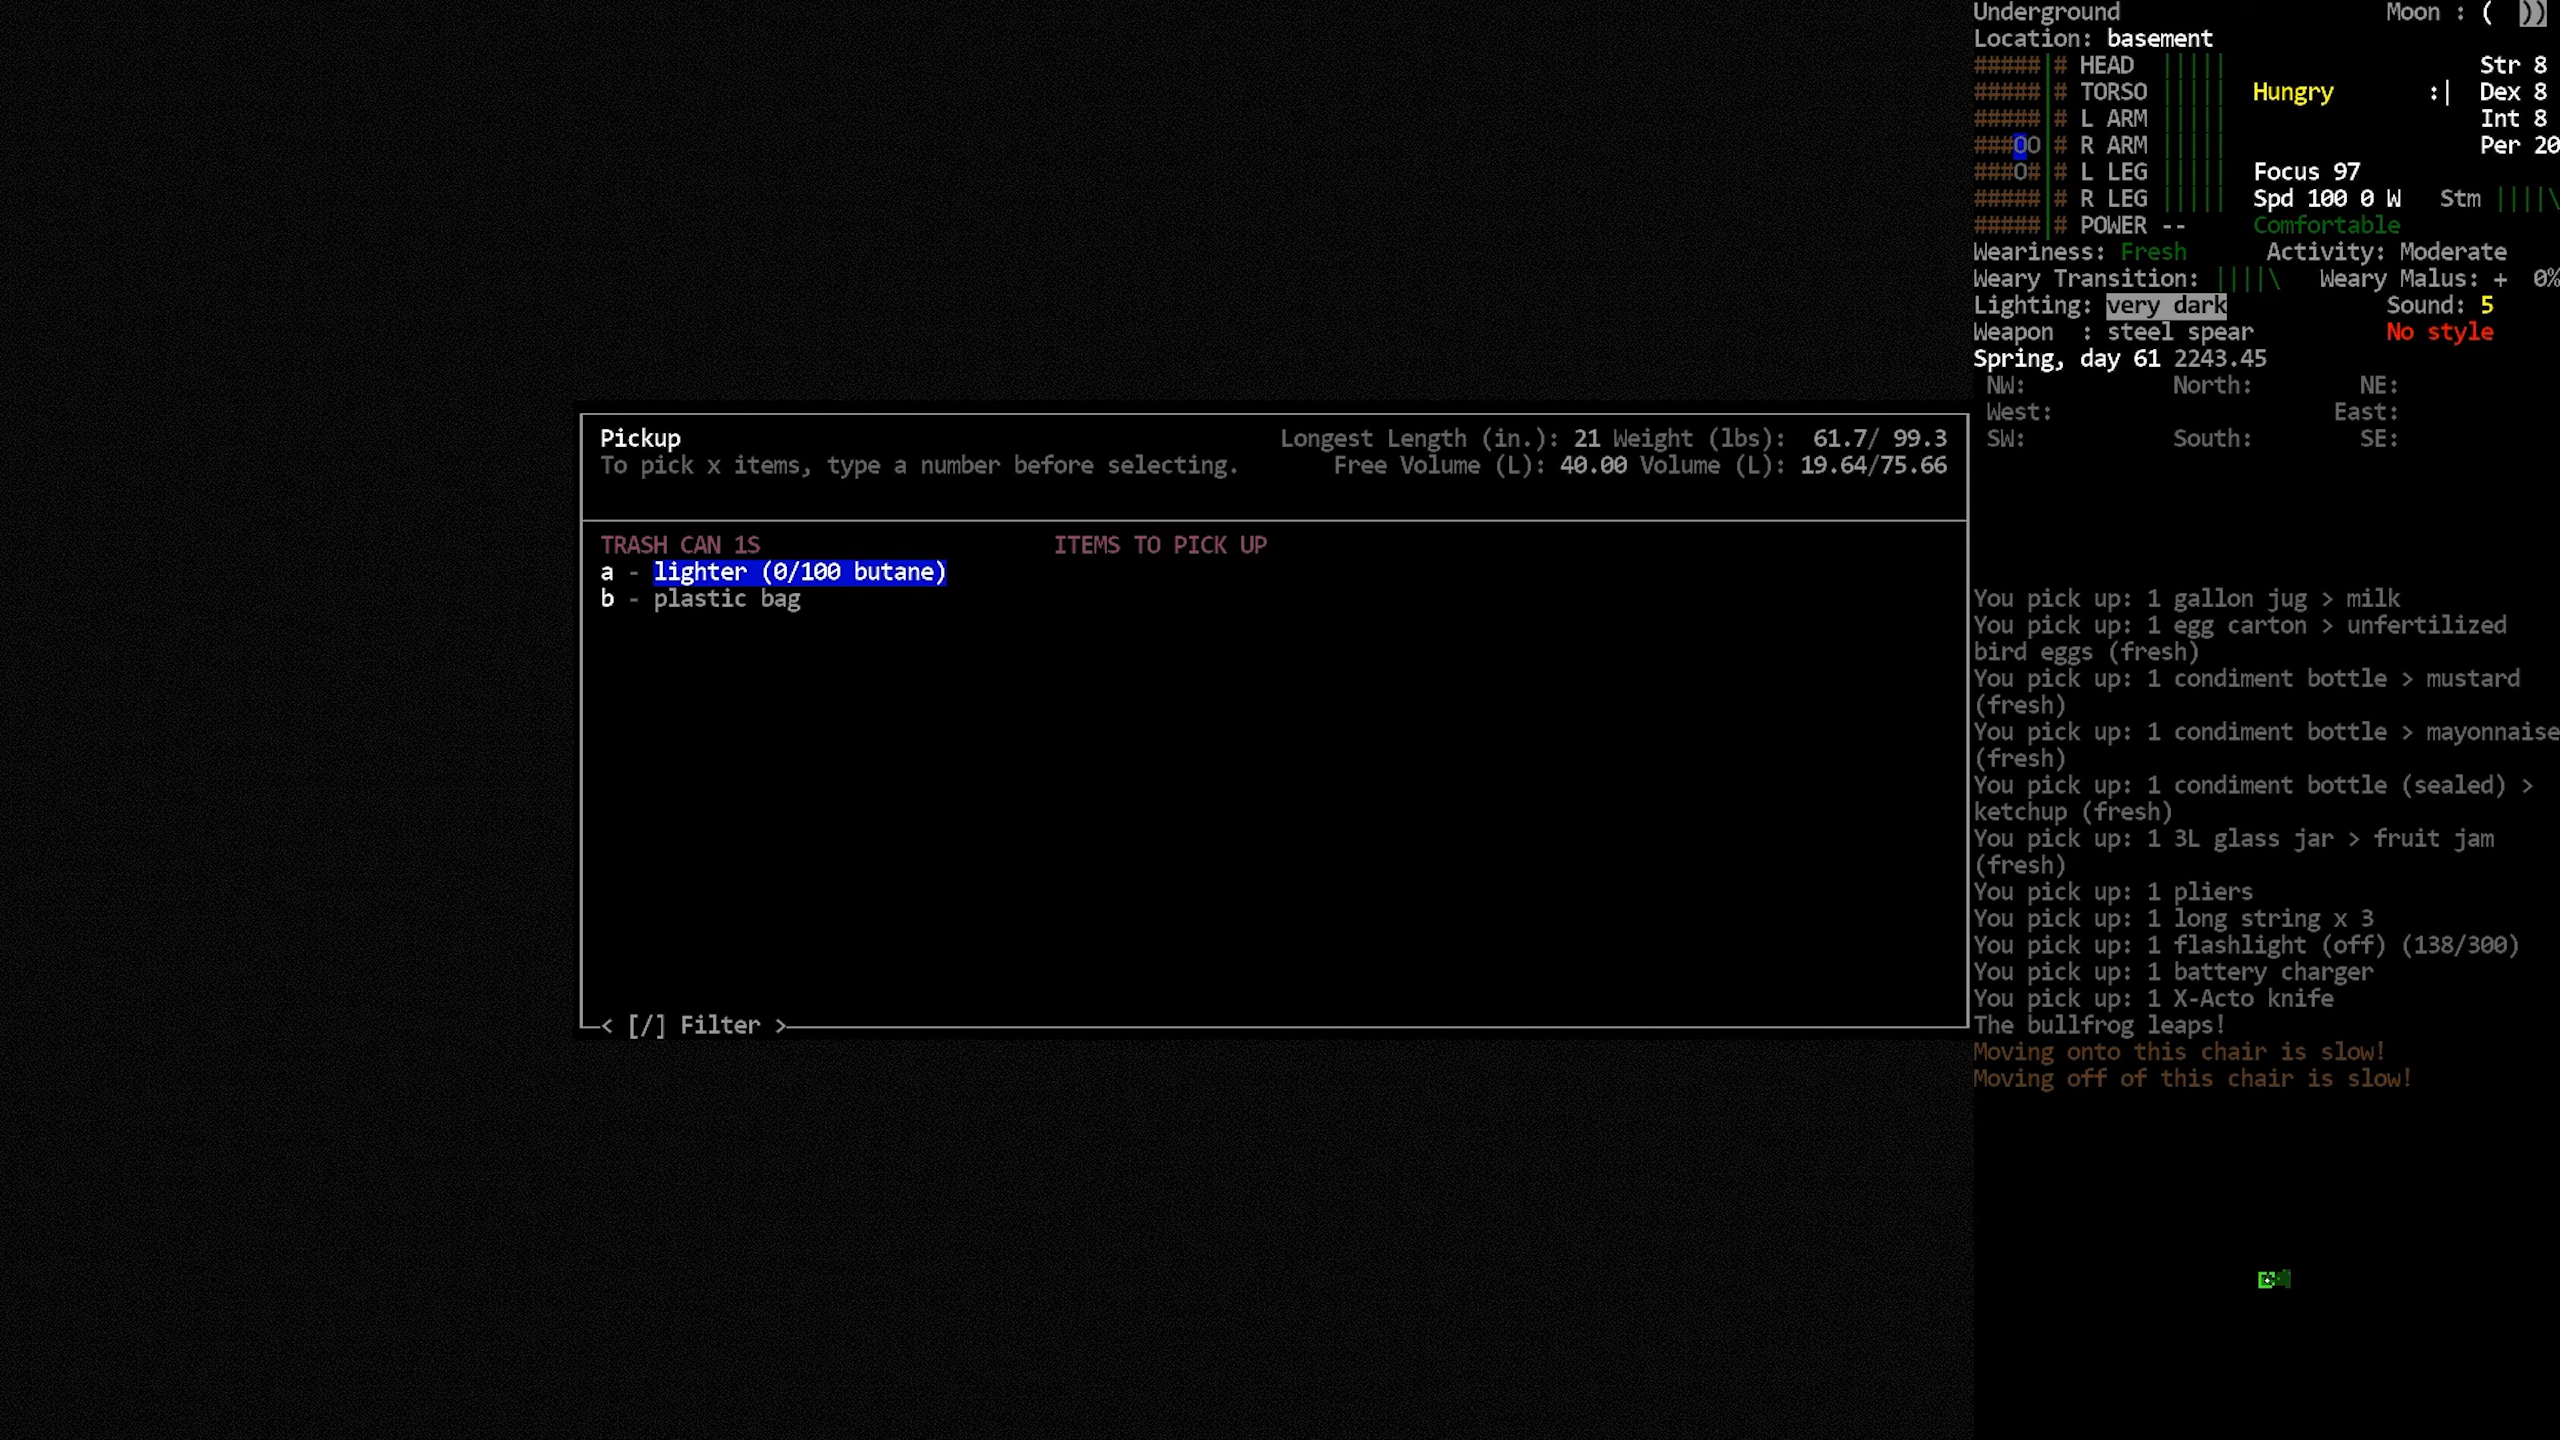 Underground Moon : ( ))
Location: basement
#####|# HEAD ||||| Str 8
#####|# TORSO ||||| Hungry :| Dex 8
#####|# L ARM ||||| Int 8
###OO|# R ARM ||||| Per 20
###O#|# L LEG ||||| Focus 97
#####|# R LEG ||||| Spd 100 0 W Stm ||||\
#####|# POWER -- Comfortable
Weariness: Fresh Activity: Moderate
Weary Transition: ||||\ Weary Malus: + 0%
Lighting: very dark Sound: 5
Weapon : steel spear No style
Spring, day 61 2243.45
NW: North: NE:
West: East:
SW: South: SE:
Pickup Longest Length (in.): 21 Weight (lbs): 61.7/ 99.3
To pick x items, type a number before selecting. Free Volume (L): 40.00 Volume (L): 19.64/75.66
TRASH CAN 1S ITEMS TO PICK UP
a - lighter (0/100 butane)
b - plastic bag
< [/] Filter >
You pick up: 1 gallon jug > milk
You pick up: 1 egg carton > unfertilized
bird eggs (fresh)
You pick up: 1 condiment bottle > mustard
(fresh)
You pick up: 1 condiment bottle > mayonnaise
(fresh)
You pick up: 1 condiment bottle (sealed) >
ketchup (fresh)
You pick up: 1 3L glass jar > fruit jam
(fresh)
You pick up: 1 pliers
You pick up: 1 long string x 3
You pick up: 1 flashlight (off) (138/300)
You pick up: 1 battery charger
You pick up: 1 X-Acto knife
The bullfrog leaps!
Moving onto this chair is slow!
Moving off of this chair is slow!